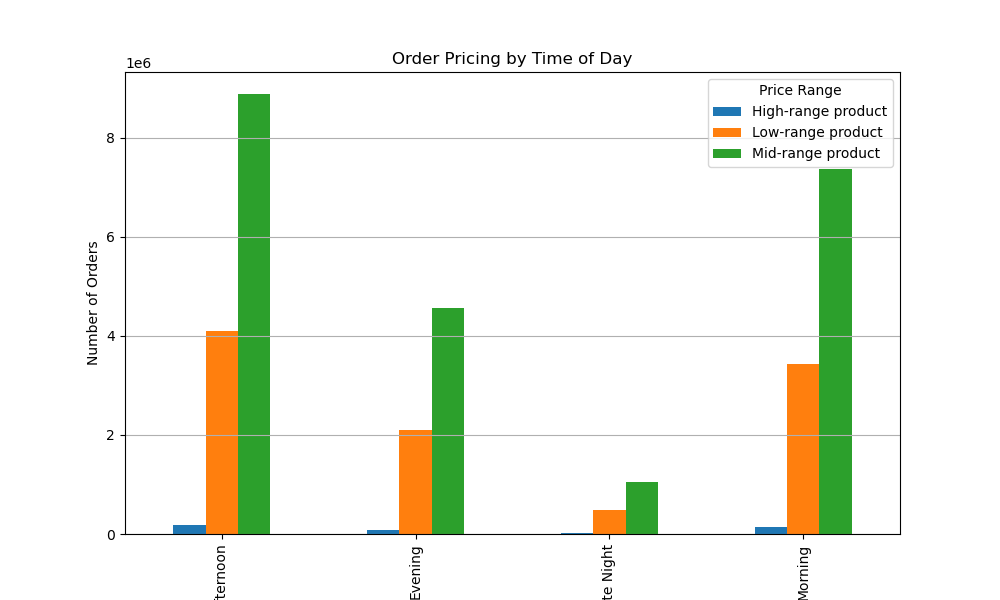 Order Pricing by Time of Day
1e6
Price Range
High-range product
Low-range product
Mid-range product
8
6
4
2
0
Number of Orders
fternoon
Evening
te Night
Morning